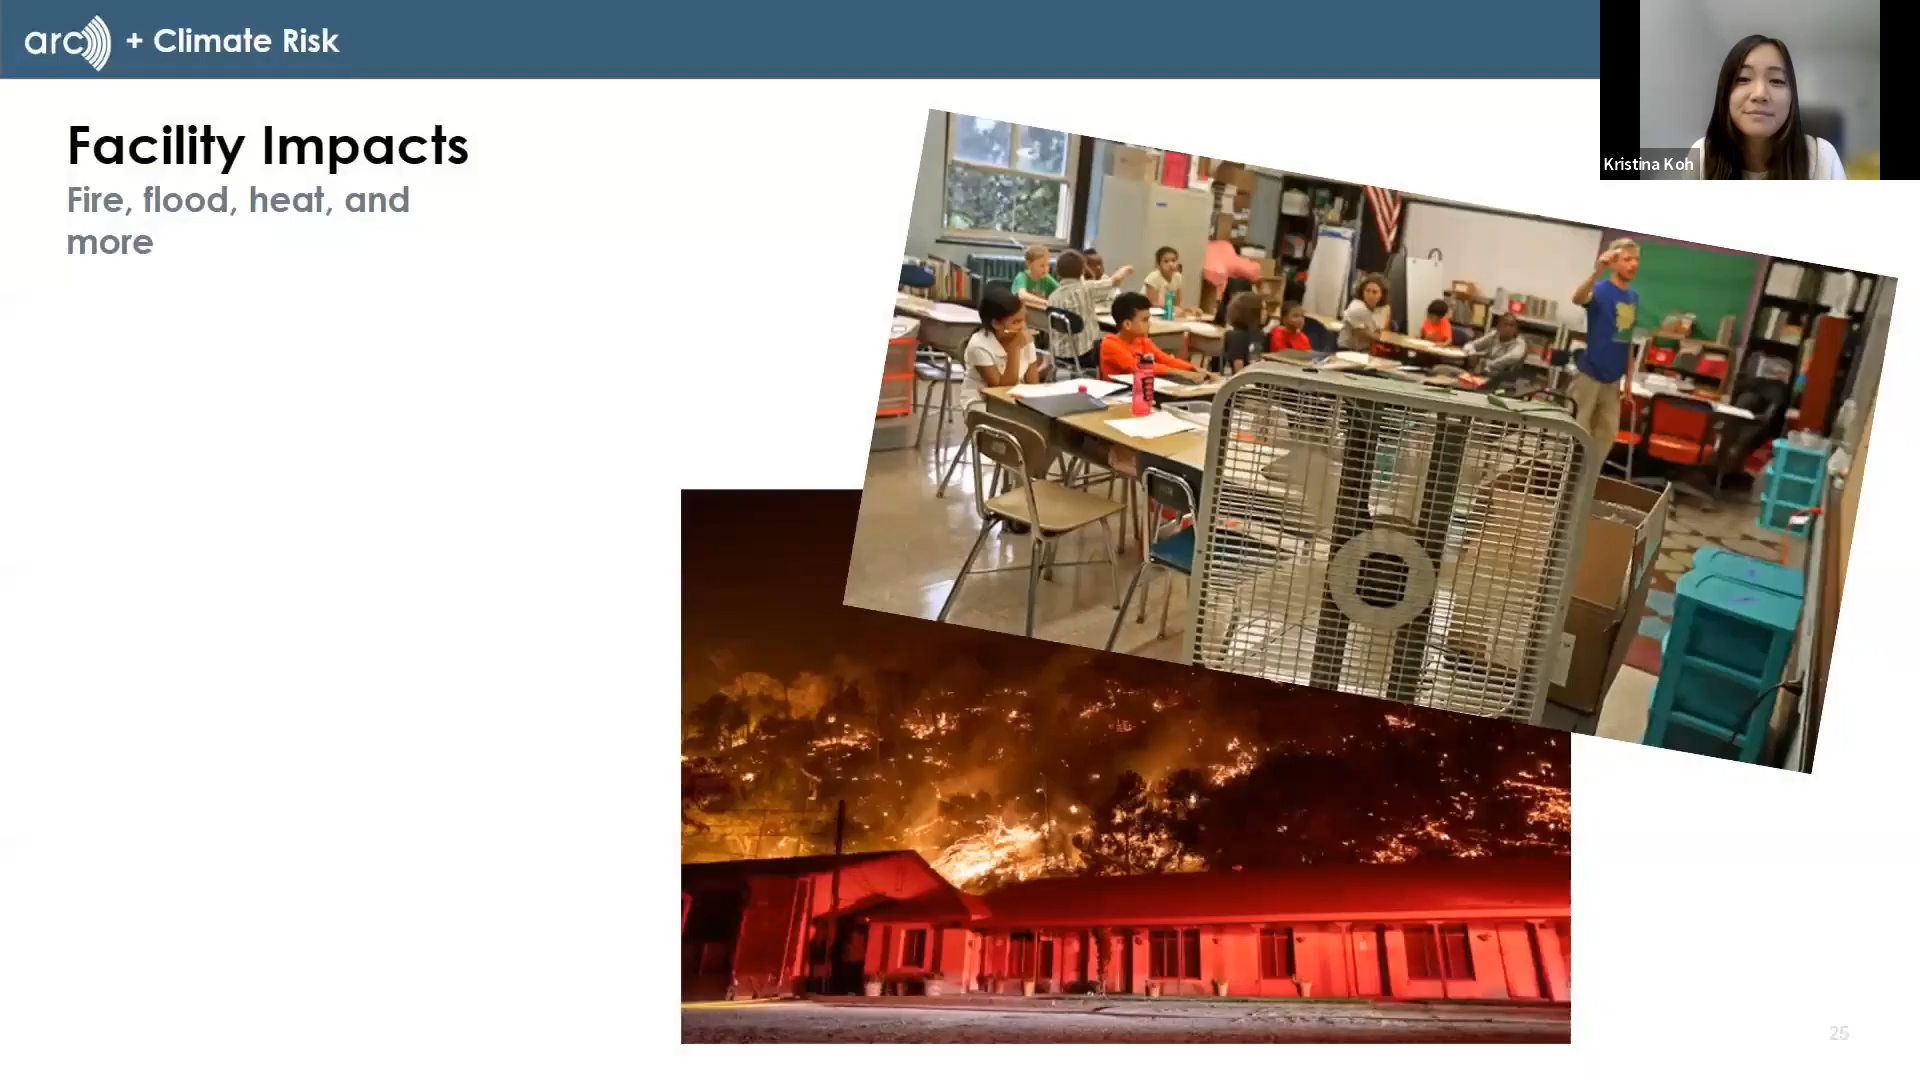 arc + Climate Risk
Kristina Koh
Facility Impacts
Fire, flood, heat, and
more
25